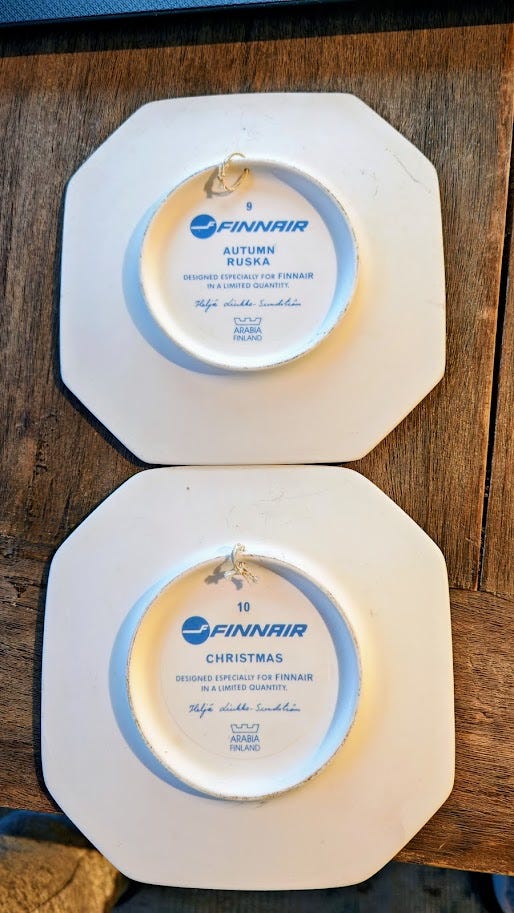 9
FINNAIR
AUTUMN
RUSKA
DESIGNED ESPECIALLY FOR FINNAIR
IN A LIMITED QUANTITY.
Heljä Liukko-Sundström
ARABIA
FINLAND
10
FINNAIR
CHRISTMAS
DESIGNED ESPECIALLY FOR FINNAIR
IN A LIMITED QUANTITY.
Heljä Liukko-Sundström
ARABIA
FINLAND